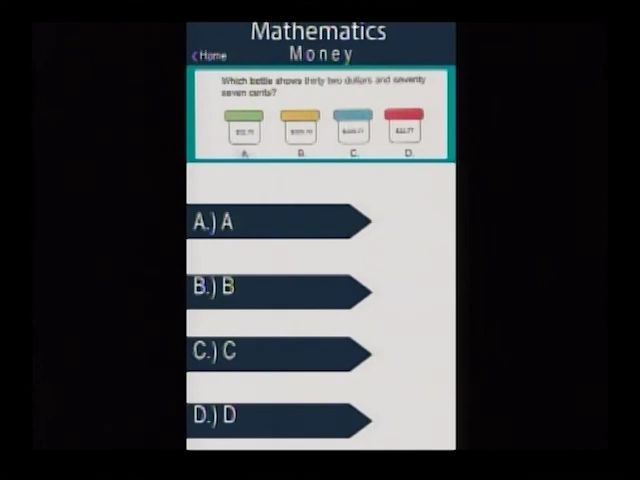 Mathematics
Home
Money
Which bottle shows thirty two dollars and seventy
seven cents?
A. B. C. D.
A.) A
B.) B
C.) C
D.) D